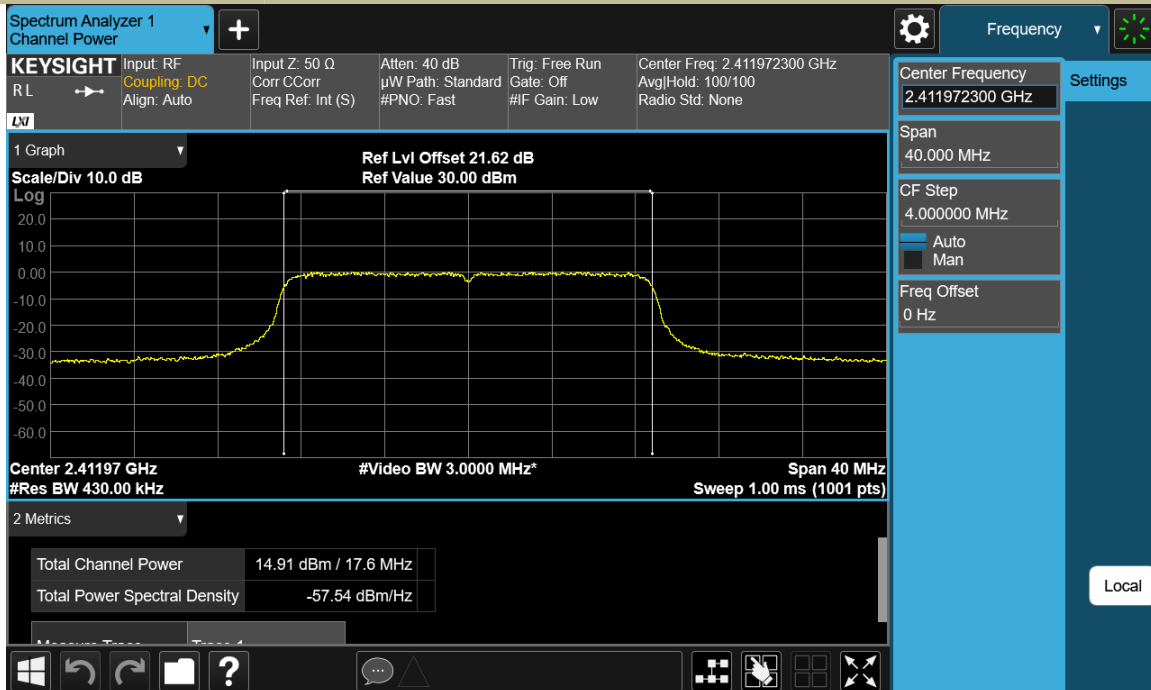 Spectrum Analyzer 1
Channel Power
Frequency
KEYSIGHT
RL
LXI
Input: RF
Coupling: DC
Align: Auto
Input Z: 50 Ω
Corr CCorr
Freq Ref: Int (S)
Atten: 40 dB
µW Path: Standard
#PNO: Fast
Trig: Free Run
Gate: Off
#IF Gain: Low
Center Freq: 2.411972300 GHz
Avg|Hold: 100/100
Radio Std: None
Center Frequency
2.411972300 GHz
Settings
Span
40.000 MHz
CF Step
4.000000 MHz
Auto
Man
Freq Offset
0 Hz
Local
1 Graph
Scale/Div 10.0 dB
Log
Ref Lvl Offset 21.62 dB
Ref Value 30.00 dBm
20.0
10.0
0.00
-10.0
-20.0
-30.0
-40.0
-50.0
-60.0
Center 2.41197 GHz
#Res BW 430.00 kHz
#Video BW 3.0000 MHz*
Span 40 MHz
Sweep 1.00 ms (1001 pts)
2 Metrics
Total Channel Power 14.91 dBm / 17.6 MHz
Total Power Spectral Density -57.54 dBm/Hz
?